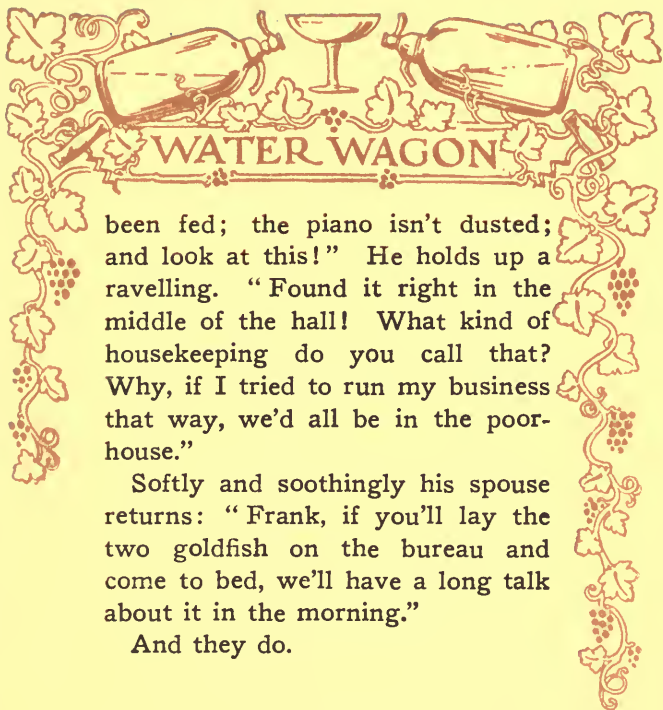 WATER WAGON
been fed; the piano isn't dusted;
and look at this!" He holds up a
ravelling. "Found it right in the
middle of the hall! What kind of
housekeeping do you call that?
Why, if I tried to run my business
that way, we'd all be in the poor-
house."
Softly and soothingly his spouse
returns: "Frank, if you'll lay the
two goldfish on the bureau and
come to bed, we'll have a long talk
about it in the morning."
And they do.